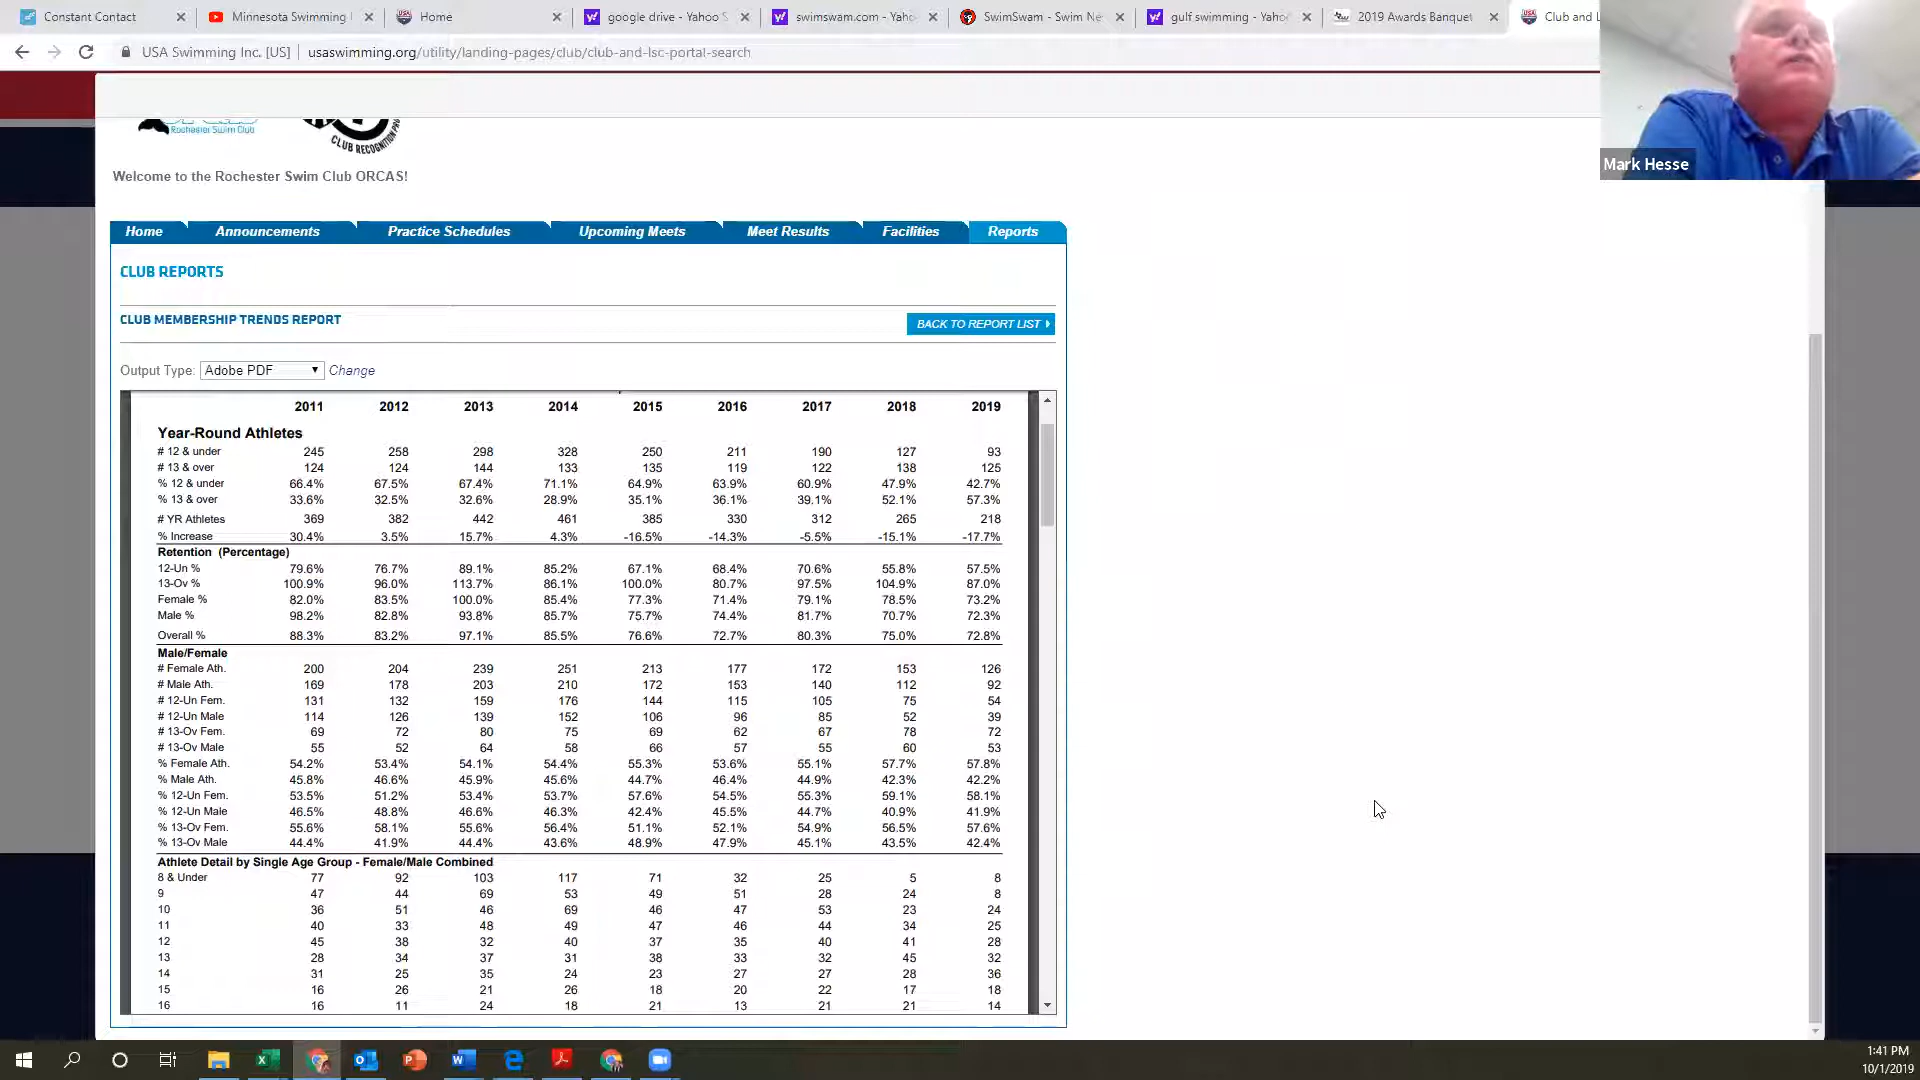 Constant Contact
Minnesota Swimming
Home
google drive - Yahoo S
swimswam.com - Yaho
SwimSwam - Swim Ne
gulf swimming - Yahoo
2019 Awards Banquet
Club and L
USA Swimming Inc. [US] | usaswimming.org/utility/landing-pages/club/club-and-lsc-portal-search
Mark Hesse
Rochester Swim Club
CLUB RECOGNITION PR
Welcome to the Rochester Swim Club ORCAS!
Home Announcements Practice Schedules Upcoming Meets Meet Results Facilities Reports
CLUB REPORTS
CLUB MEMBERSHIP TRENDS REPORT
BACK TO REPORT LIST
Output Type: Adobe PDF Change
2011 2012 2013 2014 2015 2016 2017 2018 2019
Year-Round Athletes
# 12 & under 245 258 298 328 250 211 190 127 93
# 13 & over 124 124 144 133 135 119 122 138 125
% 12 & under 66.4% 67.5% 67.4% 71.1% 64.9% 63.9% 60.9% 47.9% 42.7%
% 13 & over 33.6% 32.5% 32.6% 28.9% 35.1% 36.1% 39.1% 52.1% 57.3%
# YR Athletes 369 382 442 461 385 330 312 265 218
% Increase 30.4% 3.5% 15.7% 4.3% -16.5% -14.3% -5.5% -15.1% -17.7%
Retention (Percentage)
12-Un % 79.6% 76.7% 89.1% 85.2% 67.1% 68.4% 70.6% 55.8% 57.5%
13-Ov % 100.9% 96.0% 113.7% 86.1% 100.0% 80.7% 97.5% 104.9% 87.0%
Female % 82.0% 83.5% 100.0% 85.4% 77.3% 71.4% 79.1% 78.5% 73.2%
Male % 98.2% 82.8% 93.8% 85.7% 75.7% 74.4% 81.7% 70.7% 72.3%
Overall % 88.3% 83.2% 97.1% 85.5% 76.6% 72.7% 80.3% 75.0% 72.8%
Male/Female
# Female Ath. 200 204 239 251 213 177 172 153 126
# Male Ath. 169 178 203 210 172 153 140 112 92
# 12-Un Fem. 131 132 159 176 144 115 105 75 54
# 12-Un Male 114 126 139 152 106 96 85 52 39
# 13-Ov Fem. 69 72 80 75 69 62 67 78 72
# 13-Ov Male 55 52 64 58 66 57 55 60 53
% Female Ath. 54.2% 53.4% 54.1% 54.4% 55.3% 53.6% 55.1% 57.7% 57.8%
% Male Ath. 45.8% 46.6% 45.9% 45.6% 44.7% 46.4% 44.9% 42.3% 42.2%
% 12-Un Fem. 53.5% 51.2% 53.4% 53.7% 57.6% 54.5% 55.3% 59.1% 58.1%
% 12-Un Male 46.5% 48.8% 46.6% 46.3% 42.4% 45.5% 44.7% 40.9% 41.9%
% 13-Ov Fem. 55.6% 58.1% 55.6% 56.4% 51.1% 52.1% 54.9% 56.5% 57.6%
% 13-Ov Male 44.4% 41.9% 44.4% 43.6% 48.9% 47.9% 45.1% 43.5% 42.4%
Athlete Detail by Single Age Group - Female/Male Combined
8 & Under 77 92 103 117 71 32 25 5 8
9 47 44 69 53 49 51 28 24 8
10 36 51 46 69 46 47 53 23 24
11 40 33 48 49 47 46 44 34 25
12 45 38 32 40 37 35 40 41 28
13 28 34 37 31 38 33 32 45 32
14 31 25 35 24 23 27 27 28 36
15 16 26 21 26 18 20 22 17 18
16 16 11 24 18 21 13 21 21 14
1:41 PM
10/1/2019